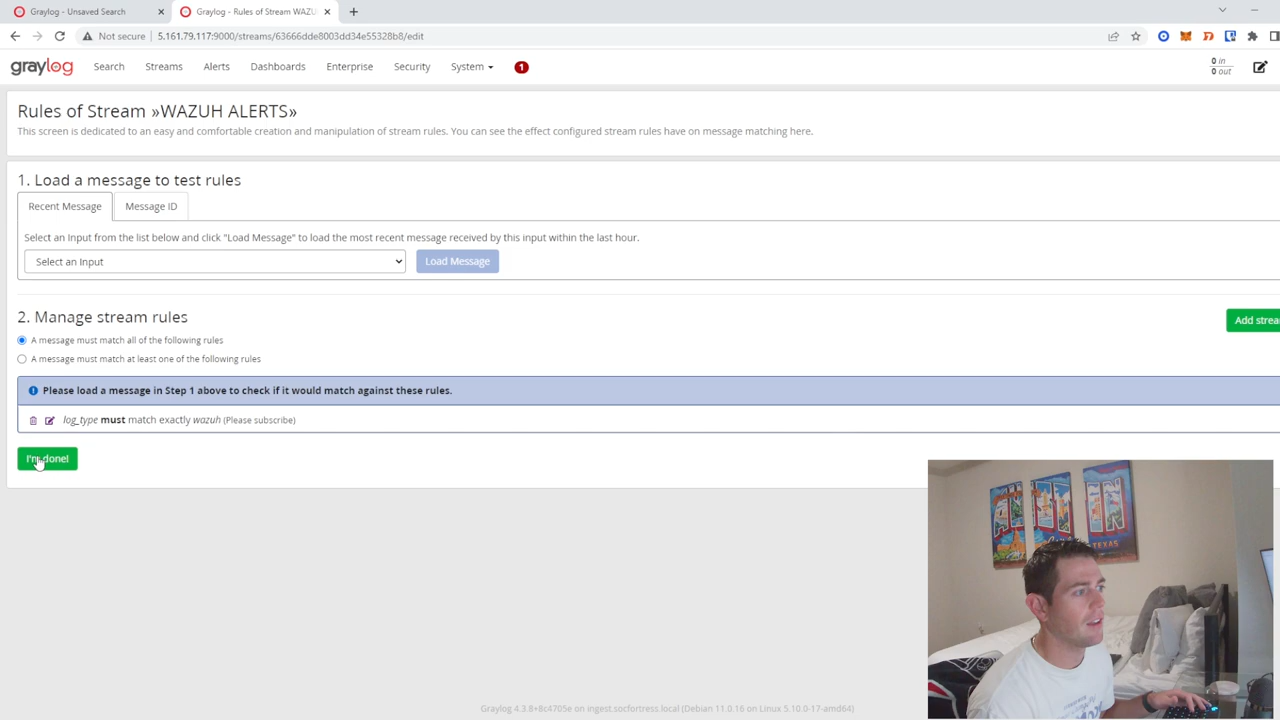 Graylog - Unsaved Search
Graylog - Rules of Stream WAZU
Not secure 5.161.79.117:9000/streams/63666dde8003dd34e55328b8/edit
graylog Search Streams Alerts Dashboards Enterprise Security System 1
0 in
0 out
Rules of Stream »WAZUH ALERTS»
This screen is dedicated to an easy and comfortable creation and manipulation of stream rules. You can see the effect configured stream rules have on message matching here.
1. Load a message to test rules
Recent Message Message ID
Select an Input from the list below and click "Load Message" to load the most recent message received by this input within the last hour.
Select an Input Load Message
2. Manage stream rules
Add strea
A message must match all of the following rules
A message must match at least one of the following rules
Please load a message in Step 1 above to check if it would match against these rules.
log_type must match exactly wazuh (Please subscribe)
I'm done!
AUSTIN
TEXAS
Graylog 4.3.8+8c4705e on ingest.socfortress.local (Debian 11.0.16 on Linux 5.10.0-17-amd64)